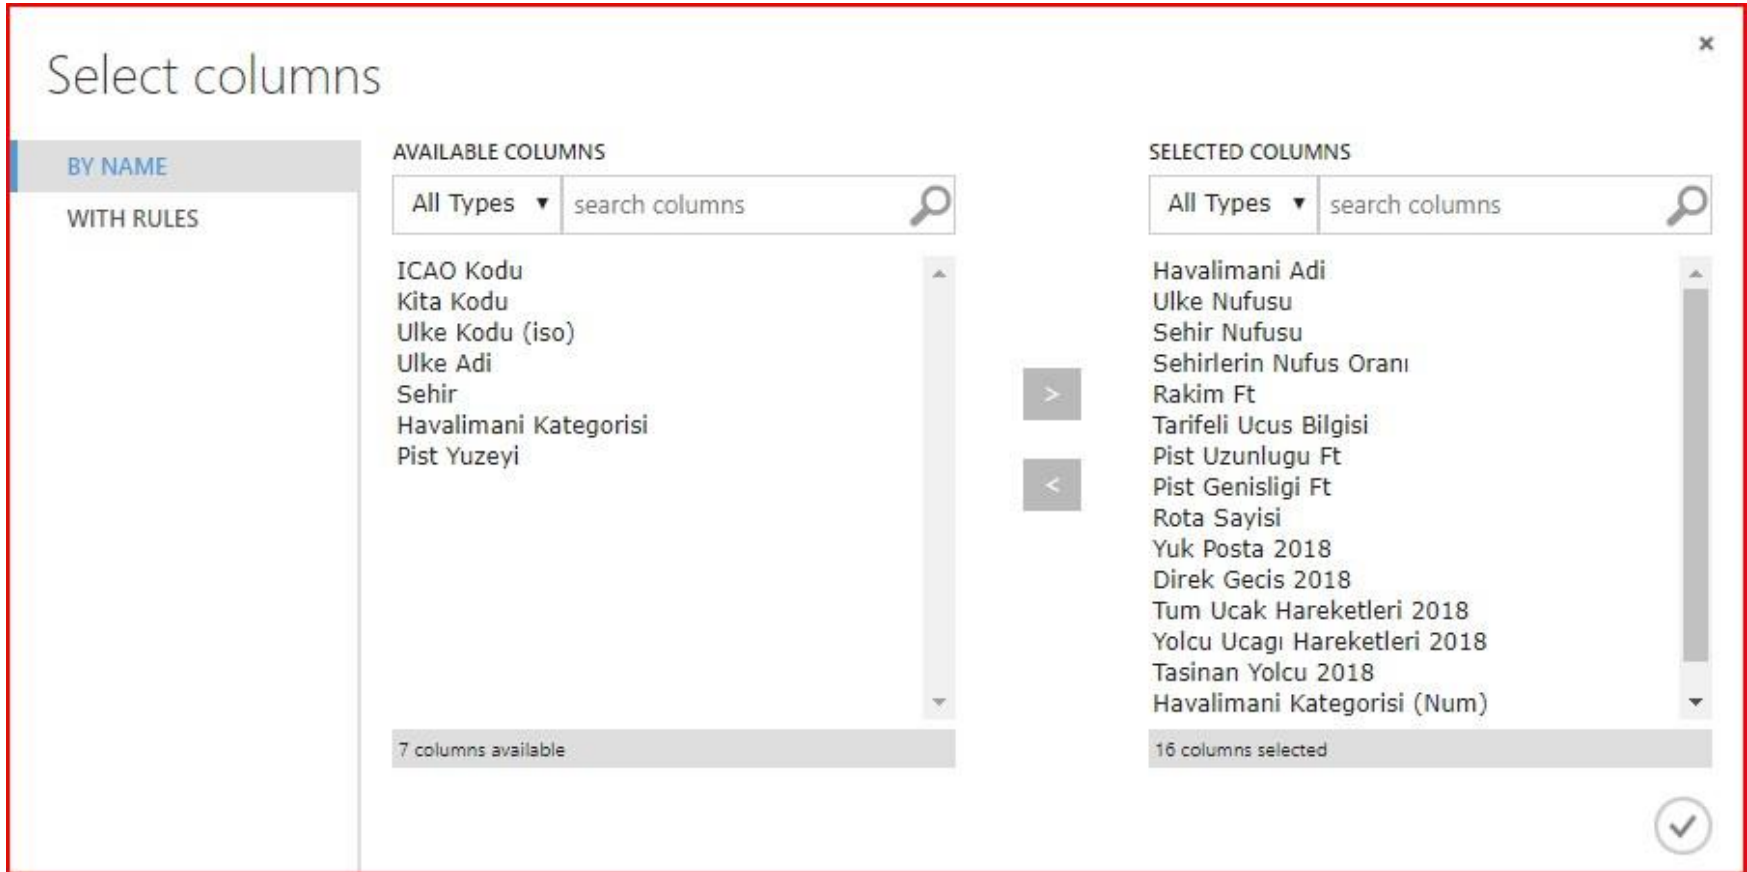 Select columns
×
BY NAME
WITH RULES
AVAILABLE COLUMNS
All Types ▼ search columns
ICAO Kodu
Kita Kodu
Ulke Kodu (iso)
Ulke Adi
Sehir
Havalimani Kategorisi
Pist Yuzeyi
7 columns available
>
<
SELECTED COLUMNS
All Types ▼ search columns
Havalimani Adi
Ulke Nufusu
Sehir Nufusu
Sehirlerin Nufus Oranı
Rakim Ft
Tarifeli Ucus Bilgisi
Pist Uzunlugu Ft
Pist Genisligi Ft
Rota Sayisi
Yuk Posta 2018
Direk Gecis 2018
Tum Ucak Hareketleri 2018
Yolcu Ucagı Hareketleri 2018
Tasinan Yolcu 2018
Havalimani Kategorisi (Num)
16 columns selected